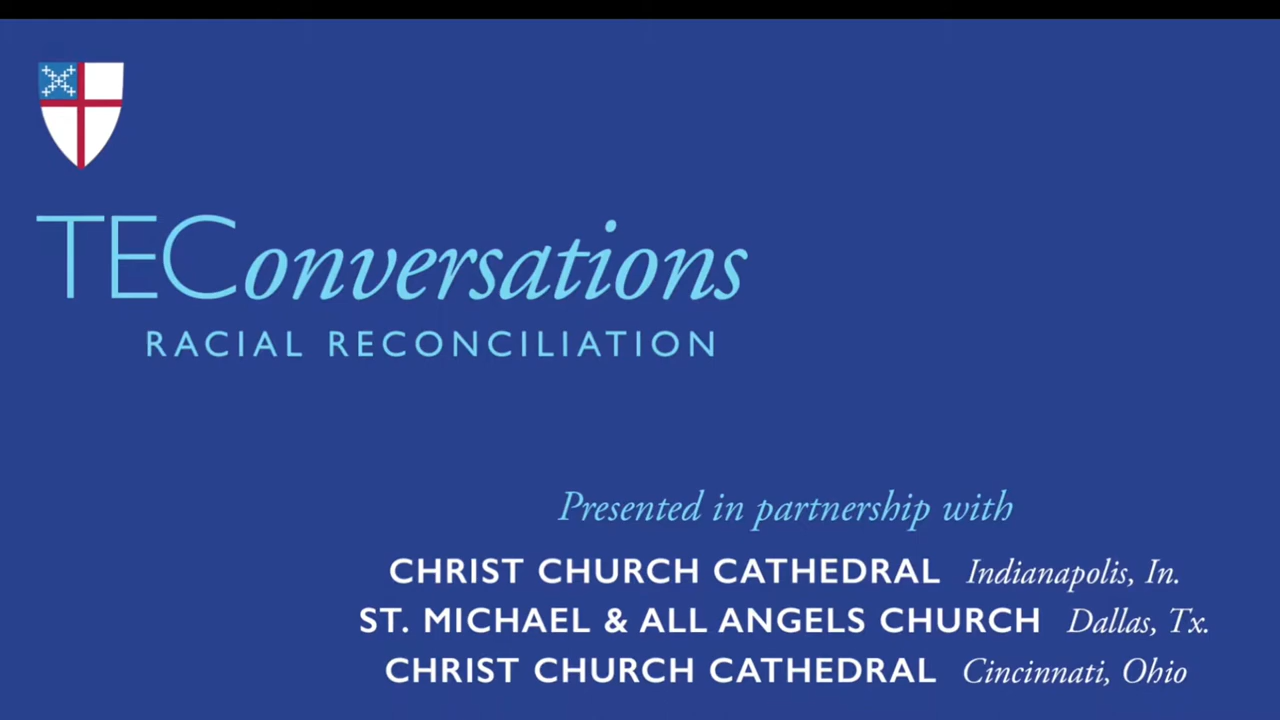 TEConversations
RACIAL RECONCILIATION
Presented in partnership with
CHRIST CHURCH CATHEDRAL Indianapolis, In.
ST. MICHAEL & ALL ANGELS CHURCH Dallas, Tx.
CHRIST CHURCH CATHEDRAL Cincinnati, Ohio